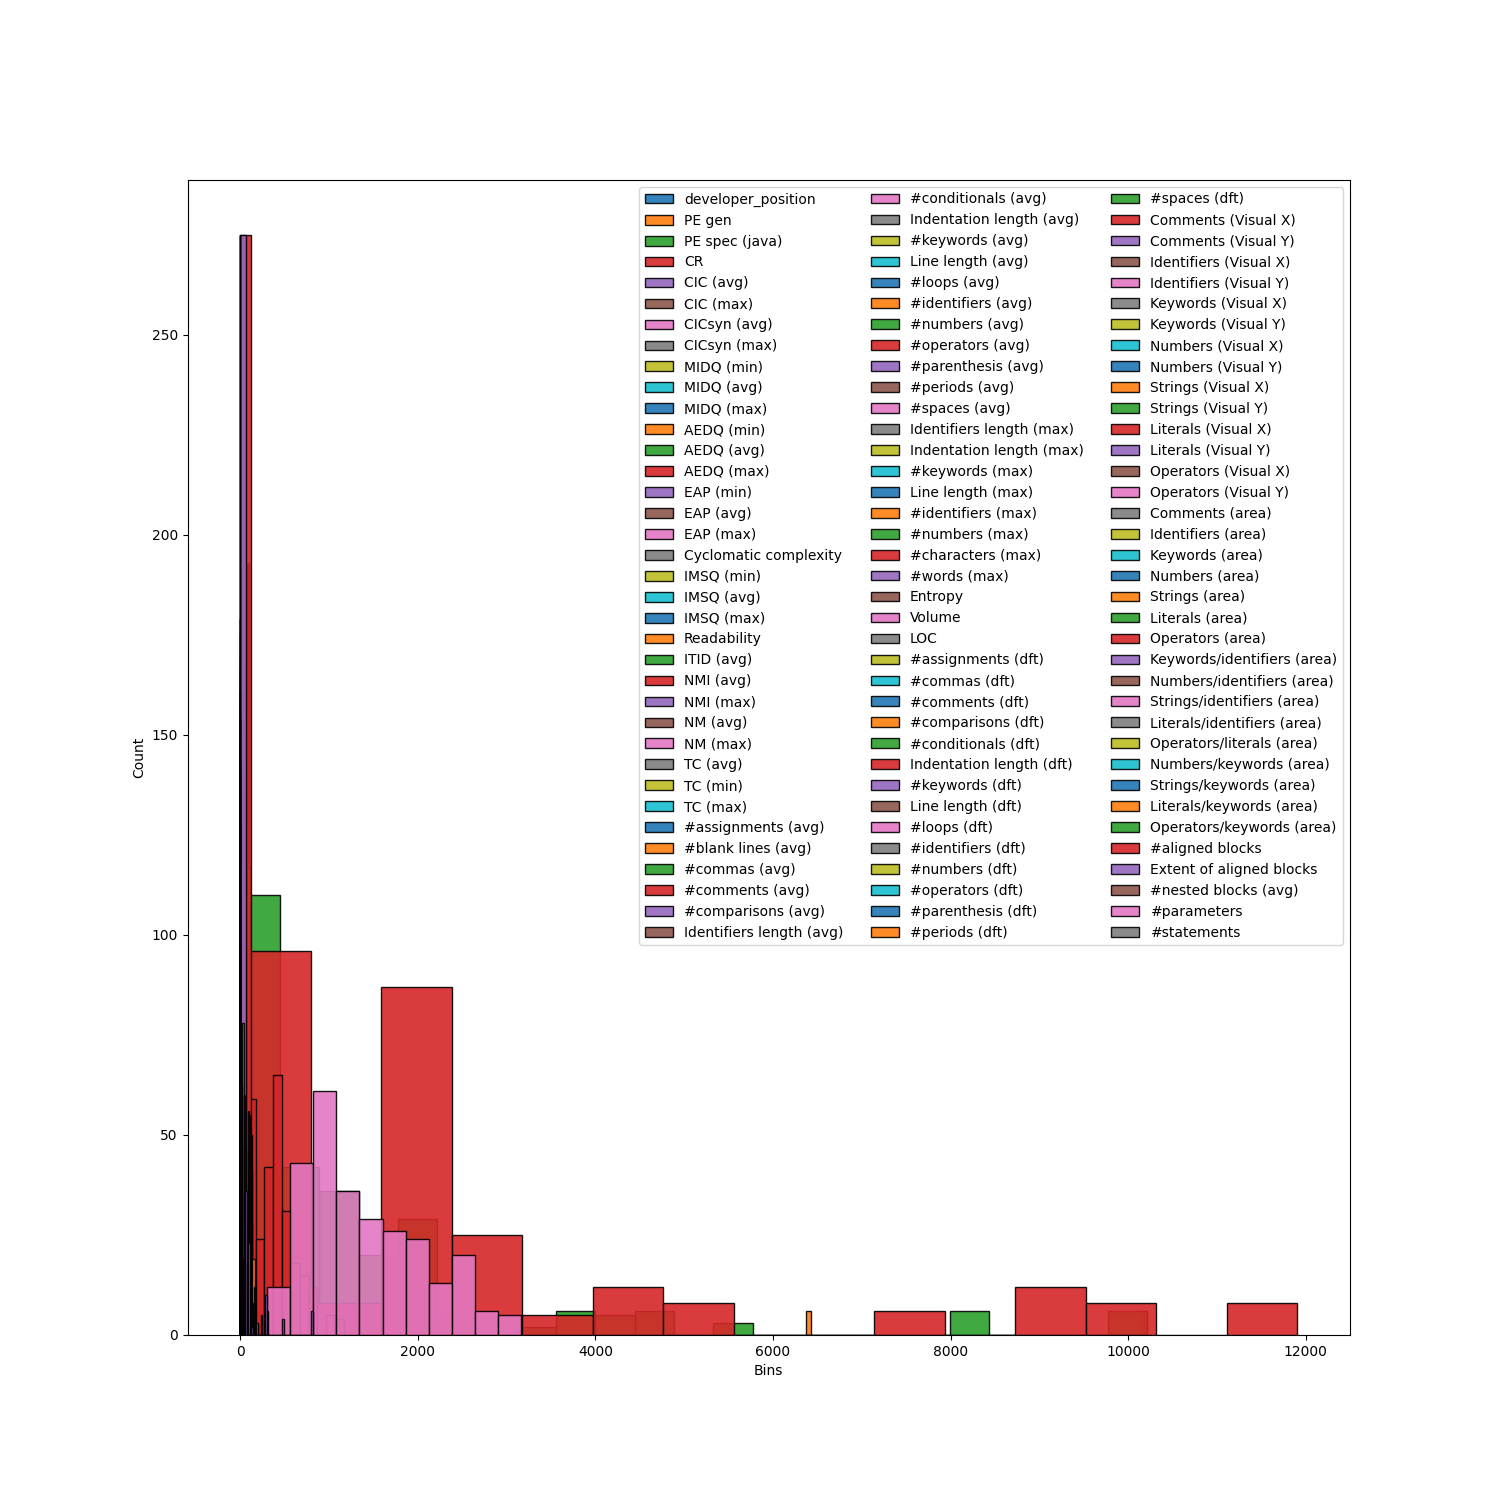 developer_position
PE gen
PE spec (java)
CR
CIC (avg)
CIC (max)
CICsyn (avg)
CICsyn (max)
MIDQ (min)
MIDQ (avg)
MIDQ (max)
AEDQ (min)
AEDQ (avg)
AEDQ (max)
EAP (min)
EAP (avg)
EAP (max)
Cyclomatic complexity
IMSQ (min)
IMSQ (avg)
IMSQ (max)
Readability
ITID (avg)
NMI (avg)
NMI (max)
NM (avg)
NM (max)
TC (avg)
TC (min)
TC (max)
#assignments (avg)
#blank lines (avg)
#commas (avg)
#comments (avg)
#comparisons (avg)
Identifiers length (avg)
#conditionals (avg)
Indentation length (avg)
#keywords (avg)
Line length (avg)
#loops (avg)
#identifiers (avg)
#numbers (avg)
#operators (avg)
#parenthesis (avg)
#periods (avg)
#spaces (avg)
Identifiers length (max)
Indentation length (max)
#keywords (max)
Line length (max)
#identifiers (max)
#numbers (max)
#characters (max)
#words (max)
Entropy
Volume
LOC
#assignments (dft)
#commas (dft)
#comments (dft)
#comparisons (dft)
#conditionals (dft)
Indentation length (dft)
#keywords (dft)
Line length (dft)
#loops (dft)
#identifiers (dft)
#numbers (dft)
#operators (dft)
#parenthesis (dft)
#periods (dft)
#spaces (dft)
Comments (Visual X)
Comments (Visual Y)
Identifiers (Visual X)
Identifiers (Visual Y)
Keywords (Visual X)
Keywords (Visual Y)
Numbers (Visual X)
Numbers (Visual Y)
Strings (Visual X)
Strings (Visual Y)
Literals (Visual X)
Literals (Visual Y)
Operators (Visual X)
Operators (Visual Y)
Comments (area)
Identifiers (area)
Keywords (area)
Numbers (area)
Strings (area)
Literals (area)
Operators (area)
Keywords/identifiers (area)
Numbers/identifiers (area)
Strings/identifiers (area)
Literals/identifiers (area)
Operators/literals (area)
Numbers/keywords (area)
Strings/keywords (area)
Literals/keywords (area)
Operators/keywords (area)
#aligned blocks
Extent of aligned blocks
#nested blocks (avg)
#parameters
#statements
250
200
150
100
50
0
Count
0 2000 4000 6000 8000 10000 12000
Bins